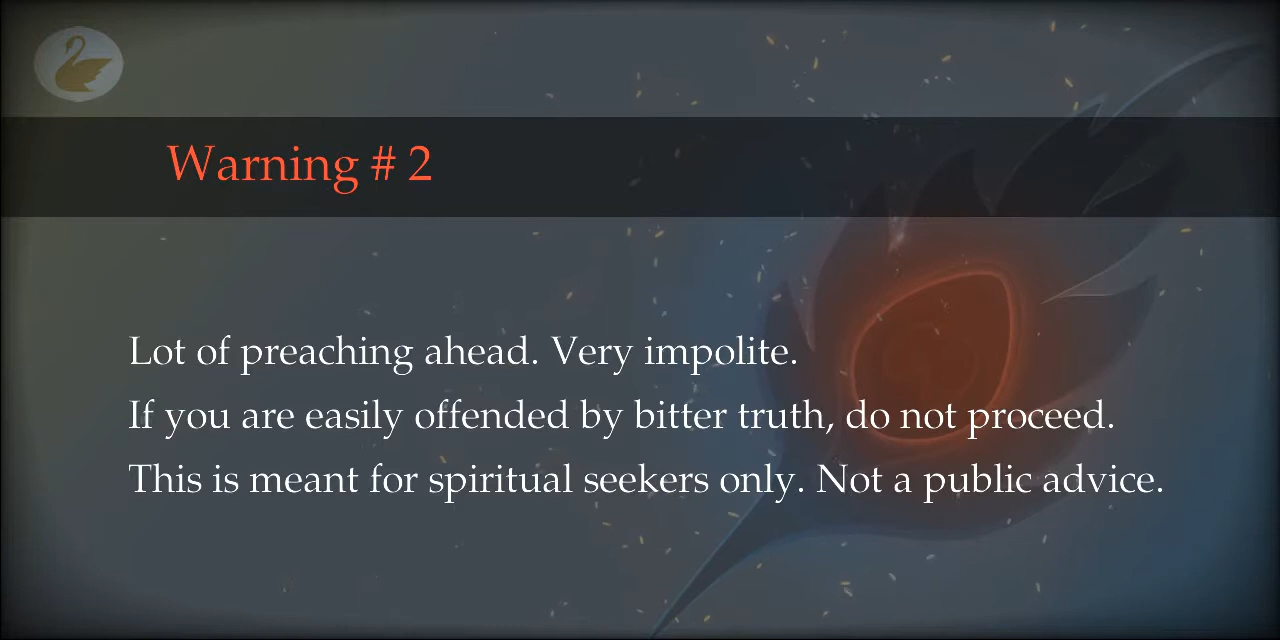 Warning # 2
Lot of preaching ahead. Very impolite.
If you are easily offended by bitter truth, do not proceed.
This is meant for spiritual seekers only. Not a public advice.